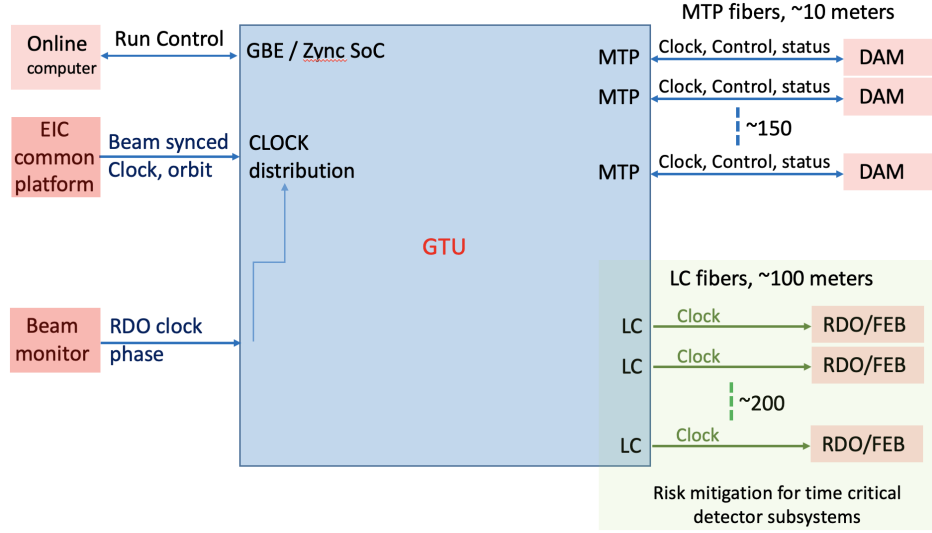 MTP fibers, ~10 meters
Online
computer
Run Control
GBE / Zync SoC
MTP
Clock, Control, status
DAM
MTP
Clock, Control, status
DAM
~150
EIC
common
platform
Beam synced
Clock, orbit
CLOCK
distribution
MTP
Clock, Control, status
DAM
GTU
LC fibers, ~100 meters
Beam
monitor
RDO clock
phase
LC
Clock
RDO/FEB
LC
Clock
RDO/FEB
~200
LC
Clock
RDO/FEB
Risk mitigation for time critical
detector subsystems